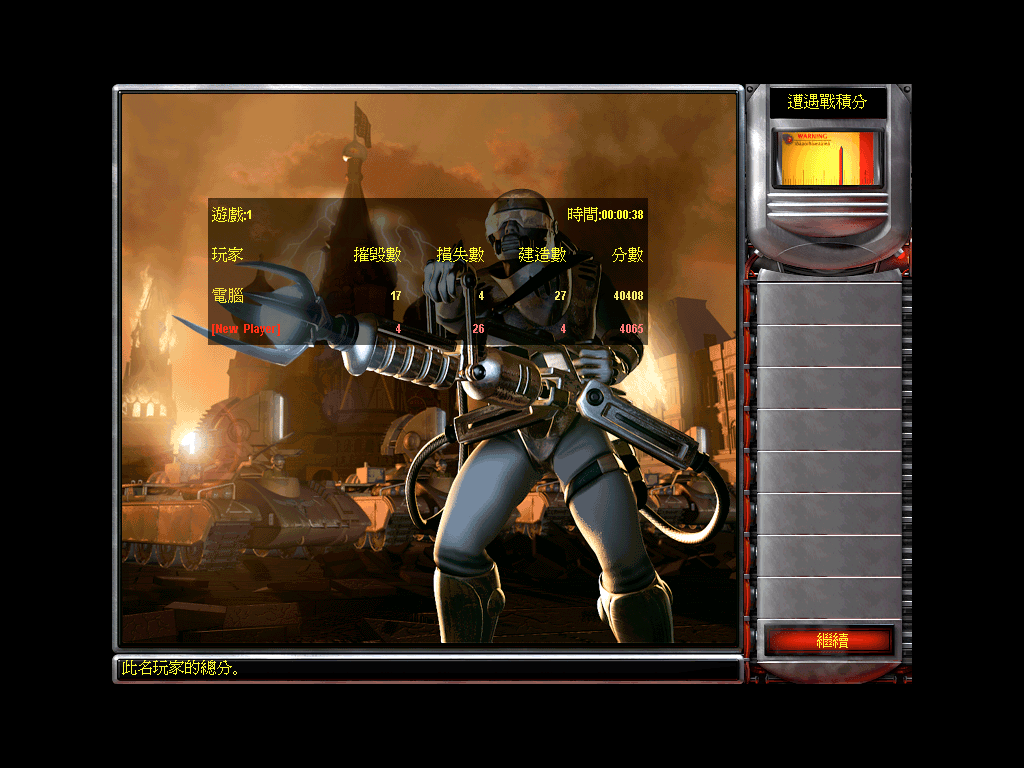 遭遇戰積分
WARNING
遊戲:1 時間:00:00:38
玩家 摧毀數 損失數 建造數 分數
電腦 17 4 27 40408
[New Player] 4 26 4 4065
繼續
此名玩家的總分。